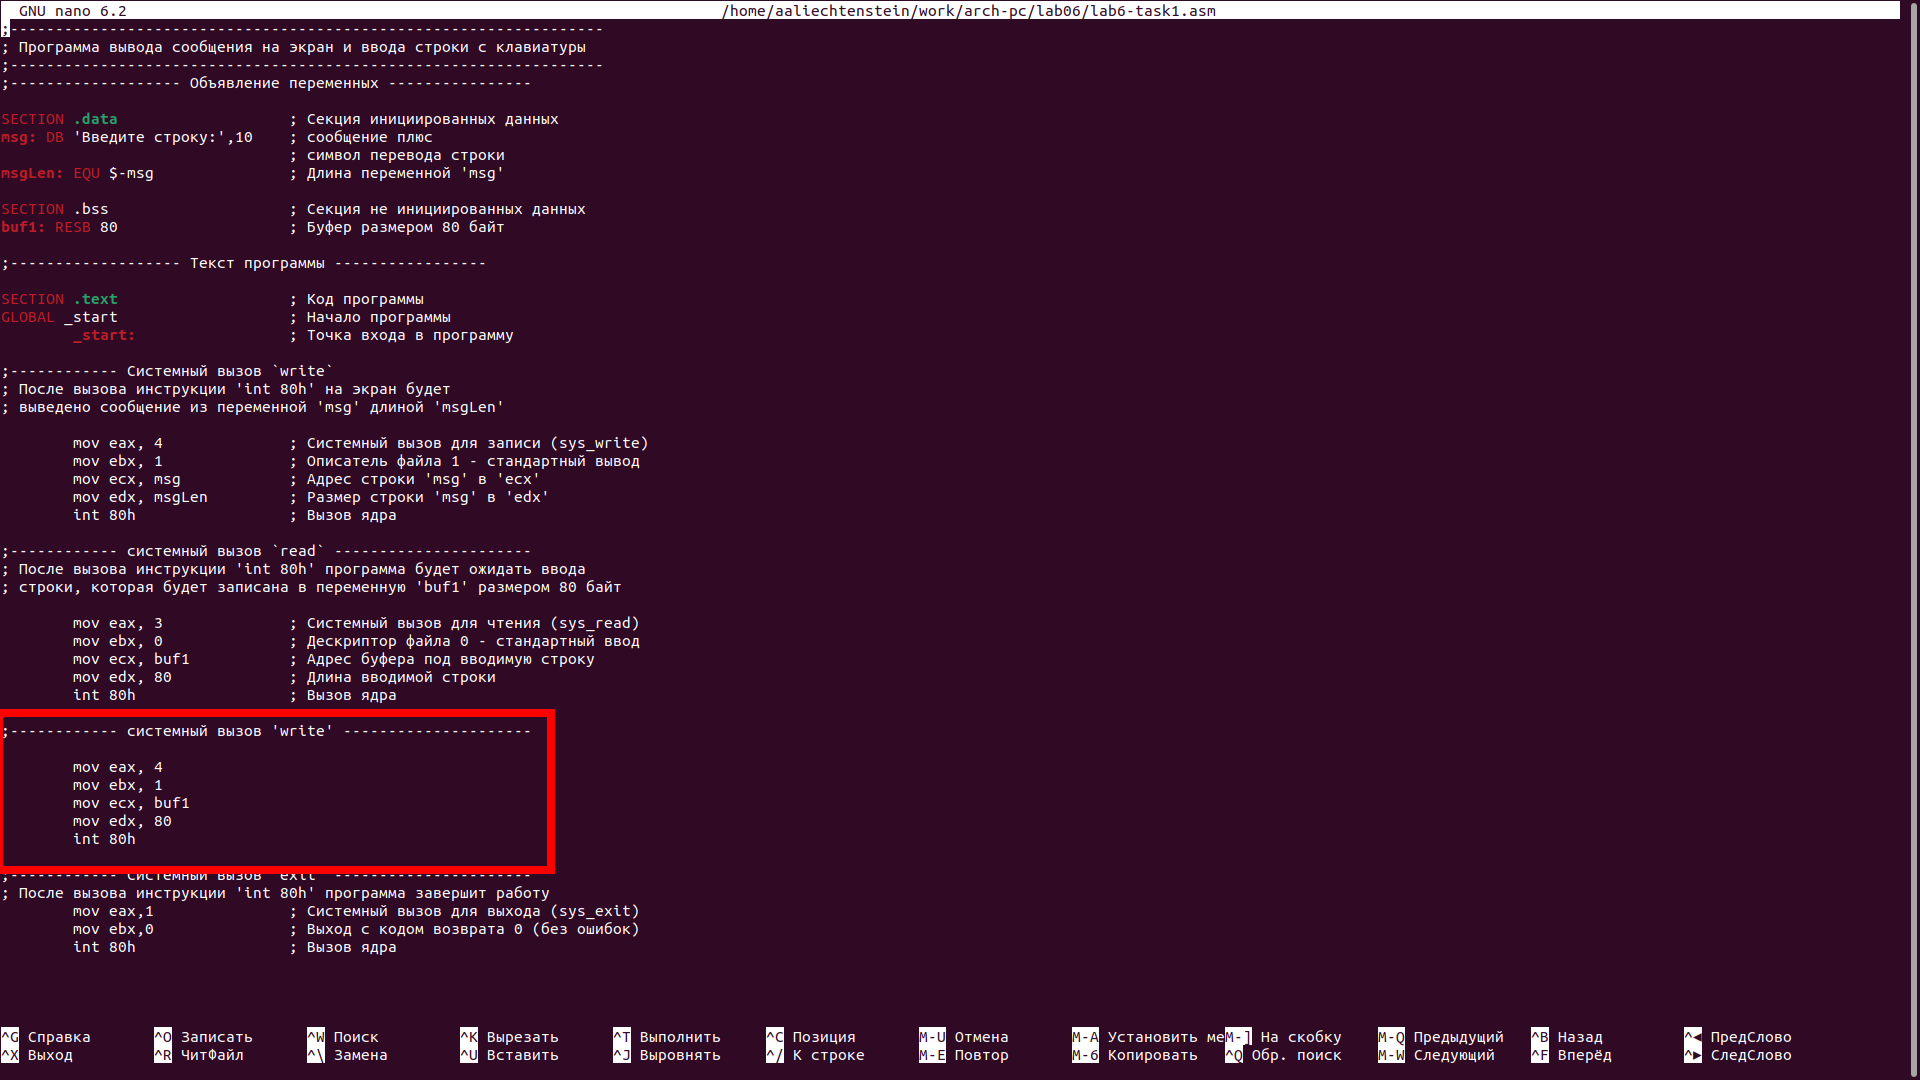 GNU nano 6.2 /home/aaliechtenstein/work/arch-pc/lab06/lab6-task1.asm
;------------------------------------------------------------------
; Программа вывода сообщения на экран и ввода строки с клавиатуры
;------------------------------------------------------------------
;------------------- Объявление переменных ----------------

SECTION .data                   ; Секция инициированных данных
msg: DB 'Введите строку:',10    ; сообщение плюс
                                ; символ перевода строки
msgLen: EQU $-msg               ; Длина переменной 'msg'

SECTION .bss                    ; Секция не инициированных данных
buf1: RESB 80                   ; Буфер размером 80 байт

;------------------- Текст программы -----------------

SECTION .text                   ; Код программы
GLOBAL _start                   ; Начало программы
        _start:                 ; Точка входа в программу

;------------ Системный вызов `write`
; После вызова инструкции 'int 80h' на экран будет
; выведено сообщение из переменной 'msg' длиной 'msgLen'

        mov eax, 4              ; Системный вызов для записи (sys_write)
        mov ebx, 1              ; Описатель файла 1 - стандартный вывод
        mov ecx, msg            ; Адрес строки 'msg' в 'ecx'
        mov edx, msgLen         ; Размер строки 'msg' в 'edx'
        int 80h                 ; Вызов ядра

;------------ системный вызов `read` ----------------------
; После вызова инструкции 'int 80h' программа будет ожидать ввода
; строки, которая будет записана в переменную 'buf1' размером 80 байт

        mov eax, 3              ; Системный вызов для чтения (sys_read)
        mov ebx, 0              ; Дескриптор файла 0 - стандартный ввод
        mov ecx, buf1           ; Адрес буфера под вводимую строку
        mov edx, 80             ; Длина вводимой строки
        int 80h                 ; Вызов ядра

;------------ системный вызов 'write' ---------------------

        mov eax, 4
        mov ebx, 1
        mov ecx, buf1
        mov edx, 80
        int 80h

;------------ Системный вызов `exit` ----------------------
; После вызова инструкции 'int 80h' программа завершит работу
        mov eax,1               ; Системный вызов для выхода (sys_exit)
        mov ebx,0               ; Выход с кодом возврата 0 (без ошибок)
        int 80h                 ; Вызов ядра

^G Справка ^O Записать ^W Поиск ^K Вырезать ^T Выполнить ^C Позиция M-U Отмена M-A Установить ме M-] На скобку M-Q Предыдущий ^B Назад ^◄ ПредСлово
^X Выход ^R ЧитФайл ^\ Замена ^U Вставить ^J Выровнять ^/ К строке M-E Повтор M-6 Копировать ^Q Обр. поиск M-W Следующий ^F Вперёд ^► СледСлово